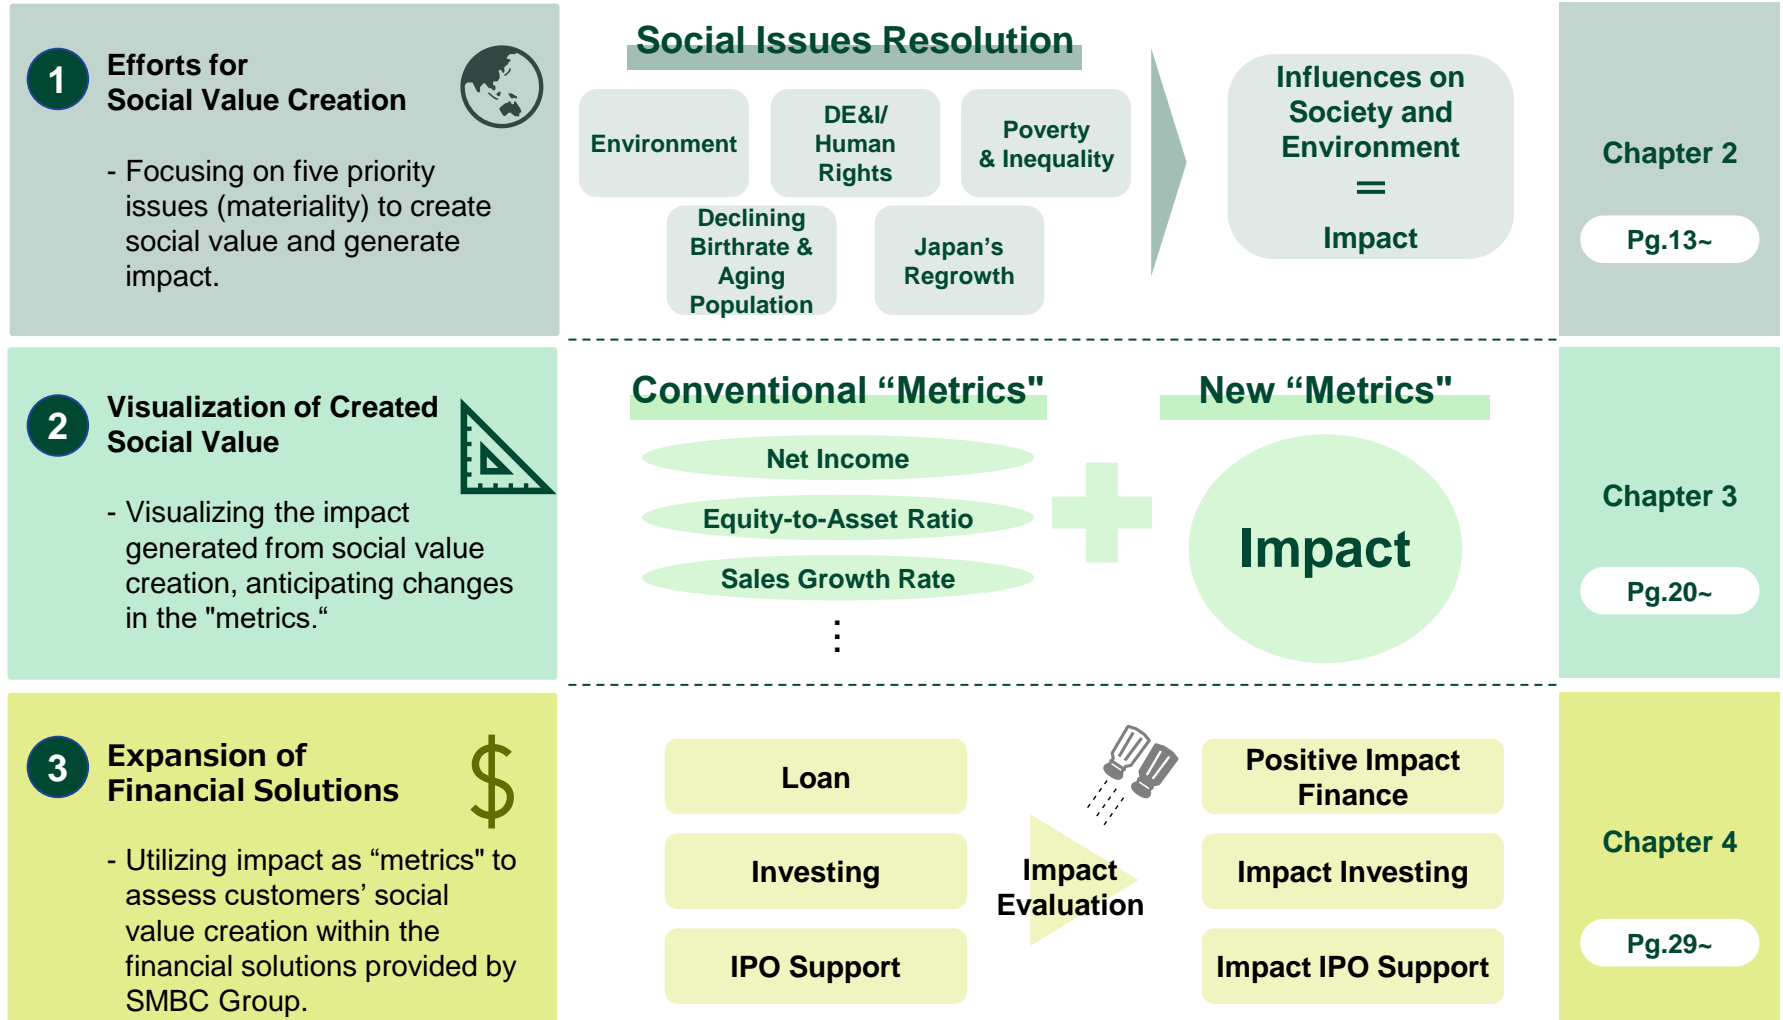 1
Efforts for
Social Value Creation
- Focusing on five priority
issues (materiality) to create
social value and generate
impact.
Social Issues Resolution
Environment
DE&I/
Human
Rights
Poverty
& Inequality
Declining
Birthrate &
Aging
Population
Japan’s
Regrowth
Influences on
Society and
Environment
=
Impact
Chapter 2
Pg.13~
2
Visualization of Created
Social Value
- Visualizing the impact
generated from social value
creation, anticipating changes
in the "metrics.“
Conventional “Metrics"
Net Income
Equity-to-Asset Ratio
Sales Growth Rate
⋮
New “Metrics"
Impact
Chapter 3
Pg.20~
3
Expansion of
Financial Solutions
$
- Utilizing impact as “metrics" to
assess customers’ social
value creation within the
financial solutions provided by
SMBC Group.
Loan
Investing
IPO Support
Impact
Evaluation
Positive Impact
Finance
Impact Investing
Impact IPO Support
Chapter 4
Pg.29~